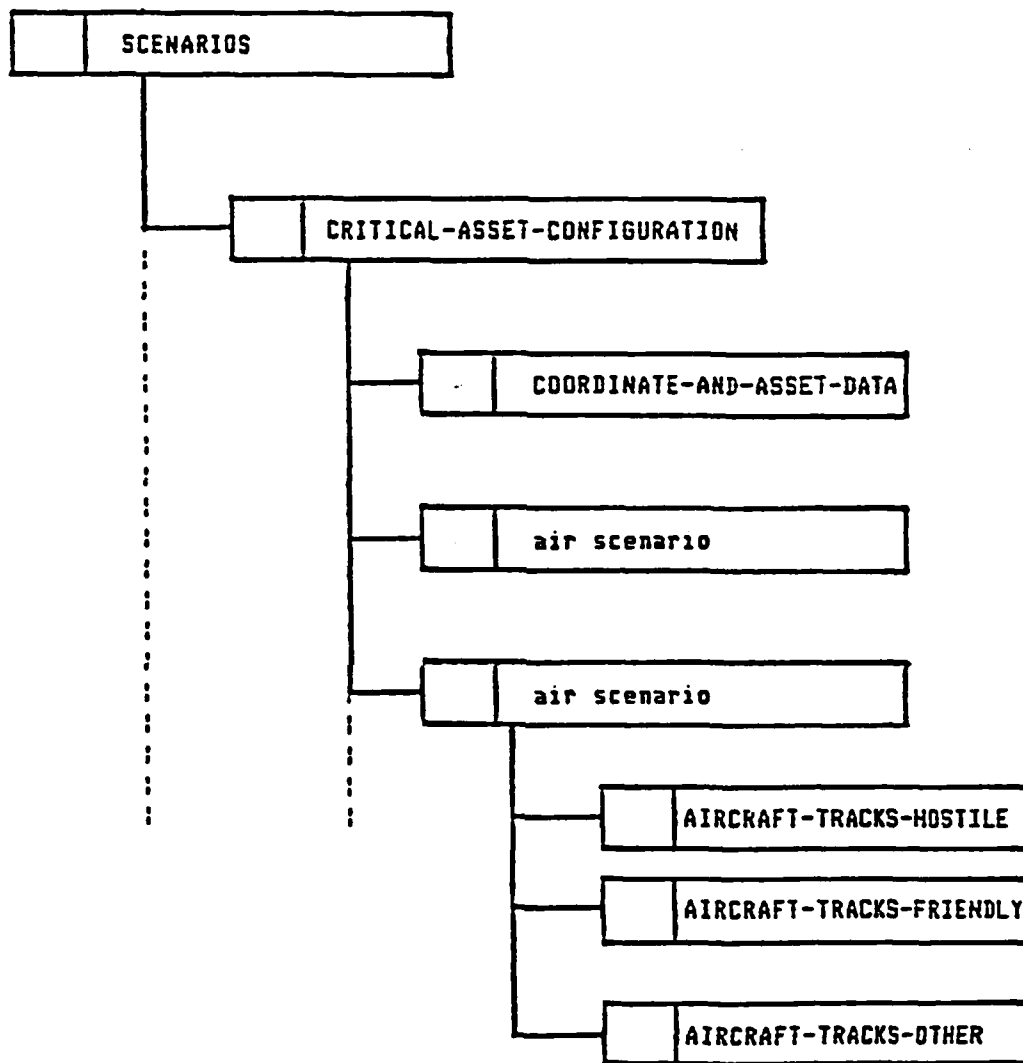 SCENARIOS
CRITICAL-ASSET-CONFIGURATION
COORDINATE-AND-ASSET-DATA
air scenario
air scenario
AIRCRAFT-TRACKS-HOSTILE
AIRCRAFT-TRACKS-FRIENDLY
AIRCRAFT-TRACKS-OTHER